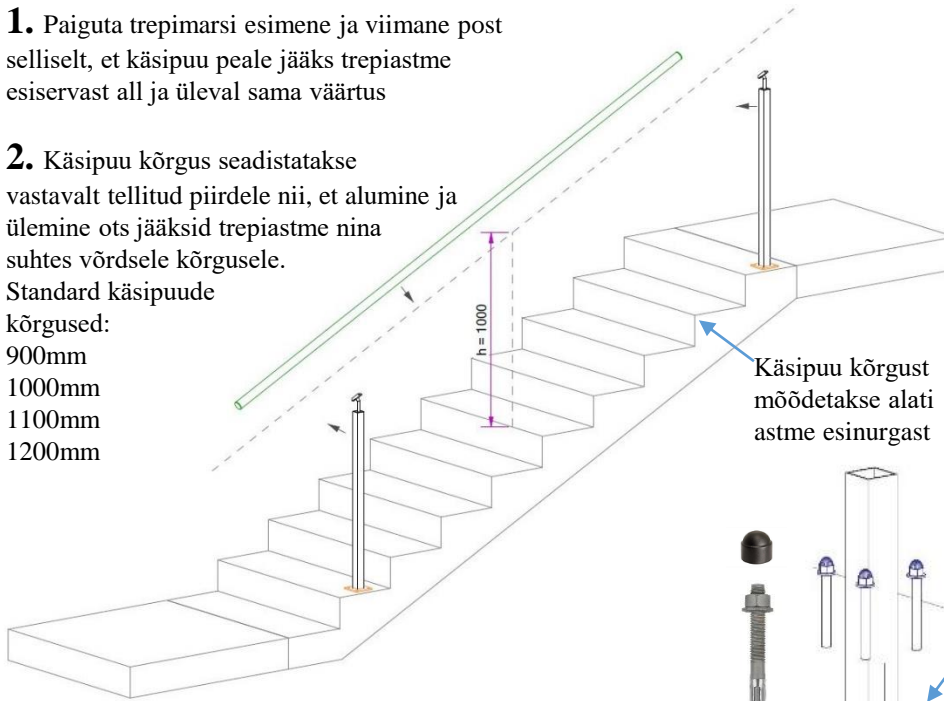 1. Paiguta trepimarsi esimene ja viimane post
selliselt, et käsipuu peale jääks trepiastme
esiservast all ja üleval sama väärtus
2. Käsipuu kõrgus seadistatakse
vastavalt tellitud piirdele nii, et alumine ja
ülemine ots jääksid trepiastme nina
suhtes võrdsele kõrgusele.
Standard käsipuude
kõrgused:
900mm
1000mm
1100mm
1200mm
h = 1000
Käsipuu kõrgust
mõõdetakse alati
astme esinurgast